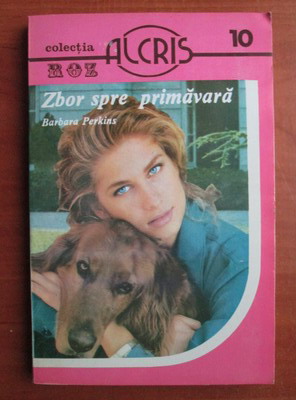 colecția
ALCRIS
ROZ
10
Zbor spre primăvară
Barbara Perkins